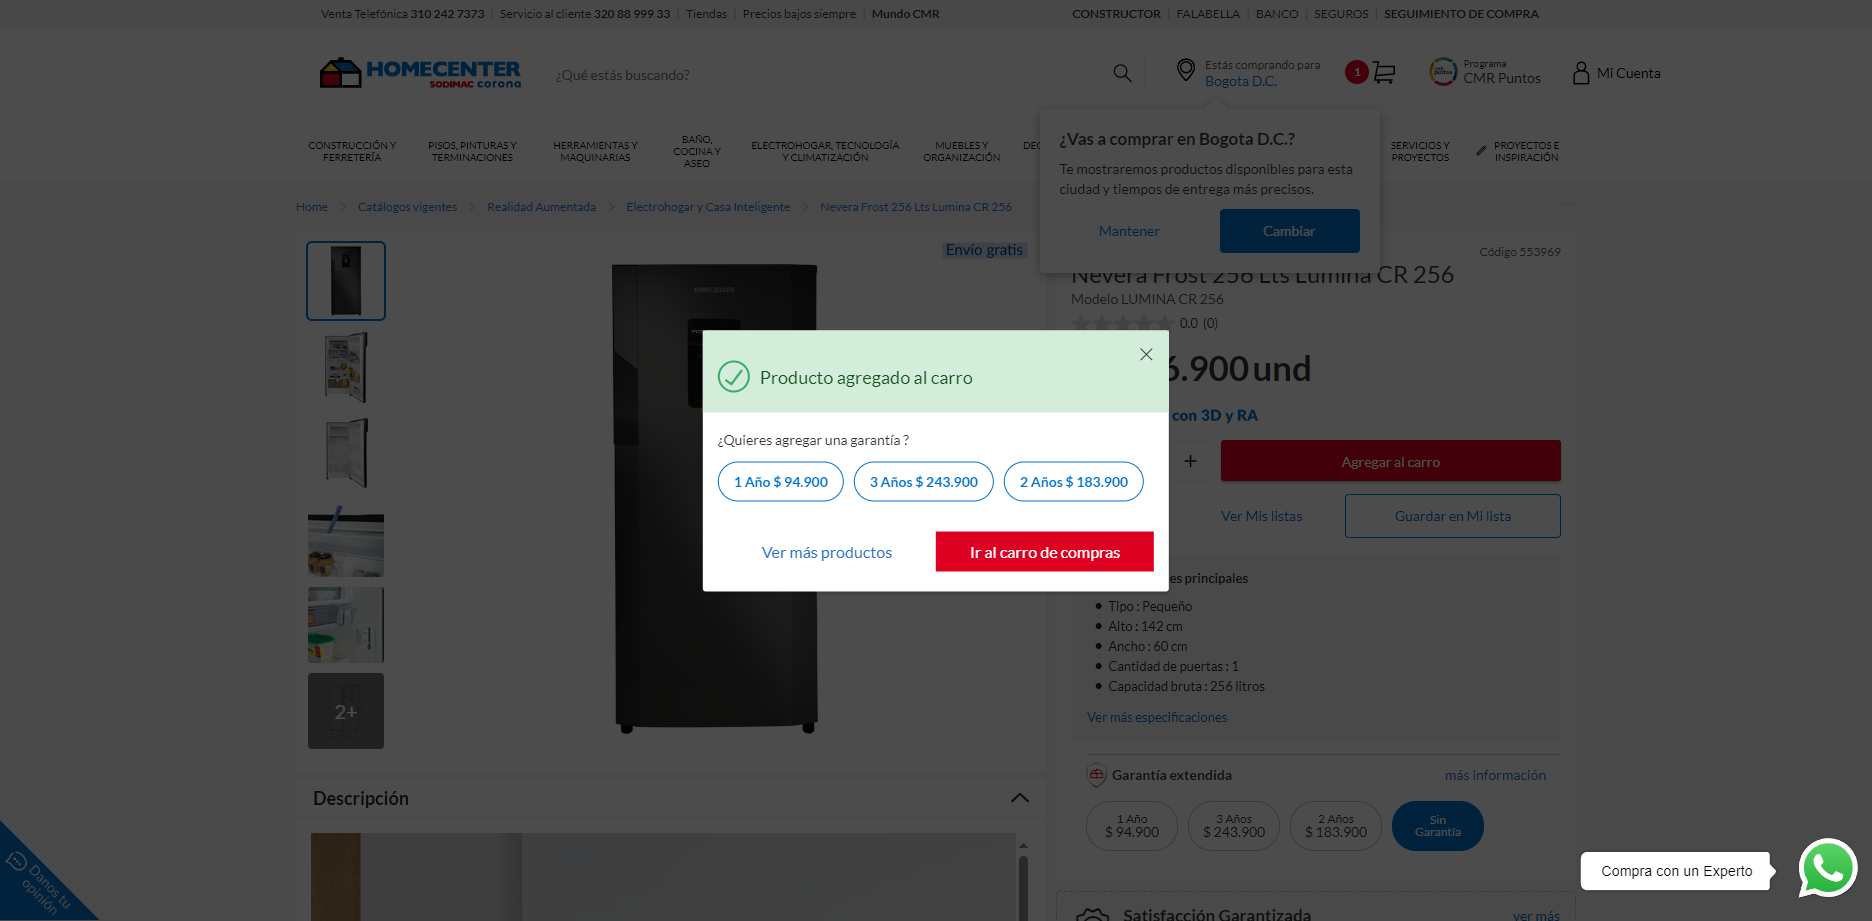 Venta Telefónica 310 242 7373 | Servicio al cliente 320 88 999 33 | Tiendas | Precios bajos siempre | Mundo CMR
CONSTRUCTOR | FALABELLA | BANCO | SEGUROS | SEGUIMIENTO DE COMPRA
HOMECENTER
SODIMAC corona
¿Qué estás buscando?
Estás comprando para
Bogota D.C.
1
Programa
CMR Puntos
Mi Cuenta
CONSTRUCCIÓN Y
FERRETERÍA
PISOS, PINTURAS Y
TERMINACIONES
HERRAMIENTAS Y
MAQUINARIAS
BAÑO,
COCINA Y
ASEO
ELECTROHOGAR, TECNOLOGÍA
Y CLIMATIZACIÓN
MUEBLES Y
ORGANIZACIÓN
SERVICIOS Y
PROYECTOS
PROYECTOS E
INSPIRACIÓN
¿Vas a comprar en Bogota D.C.?
Te mostraremos productos disponibles para esta
ciudad y tiempos de entrega más precisos.
Mantener
Cambiar
Home > Catálogos vigentes > Realidad Aumentada > Electrohogar y Casa Inteligente > Nevera Frost 256 Lts Lumina CR 256
Envío gratis
CHALLENGER
2+
Código 553969
Nevera Frost 256 Lts Lumina CR 256
Modelo LUMINA CR 256
0.0 (0)
6.900 und
con 3D y RA
+
Agregar al carro
Ver Mis listas
Guardar en Mi lista
Producto agregado al carro
¿Quieres agregar una garantía ?
1 Año $ 94.900
3 Años $ 243.900
2 Años $ 183.900
Ver más productos
Ir al carro de compras
es principales
• Tipo : Pequeño
• Alto : 142 cm
• Ancho : 60 cm
• Cantidad de puertas : 1
• Capacidad bruta : 256 litros
Ver más especificaciones
Garantía extendida
más información
1 Año
$ 94.900
3 Años
$ 243.900
2 Años
$ 183.900
Sin
Garantía
Descripción
Danos tu
opinión
Compra con un Experto
Satisfacción Garantizada
ver más